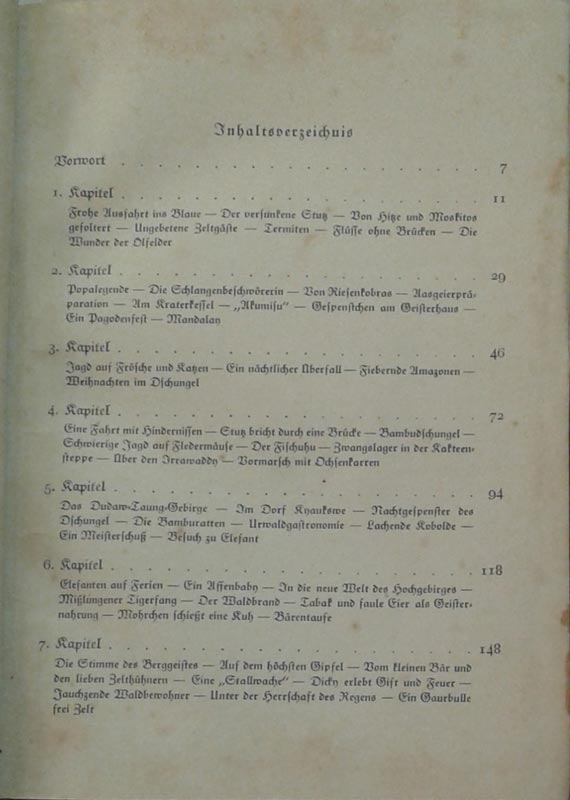 Inhaltsverzeichnis
Vorwort . . . . . . . . . . . . . . . 7
1. Kapitel . . . . . . . . . . . . . . . 11
Frohe Ausfahrt ins Blaue — Der versunkene Stutz — Von Hitze und Moskitos
gefoltert — Ungebetene Zeltgäste — Termiten — Flüsse ohne Brücken — Die
Wunder der Ölfelder
2. Kapitel . . . . . . . . . . . . . . . 29
Popalegende — Die Schlangenbeschwörerin — Von Riesenkobras — Aasgeierprä-
paration — Am Kraterkessel — „Akumisu“ — Gespenstchen am Geisterhaus —
Ein Pagodenfest — Mandalay
3. Kapitel . . . . . . . . . . . . . . . 46
Jagd auf Frösche und Katzen — Ein nächtlicher Überfall — Fiebernde Amazonen —
Weihnachten im Dschungel
4. Kapitel . . . . . . . . . . . . . . . 72
Eine Fahrt mit Hindernissen — Stutz bricht durch eine Brücke — Bambusdschungel —
Schwierige Jagd auf Fledermäuse — Der Fischuhu — Zwangslager in der Kakteen-
steppe — Über den Irrawaddy — Vormarsch mit Ochsenkarren
5. Kapitel . . . . . . . . . . . . . . . 94
Das Dudaw-Taung-Gebirge — Im Dorf Kyaukswe — Nachtgespenster des
Dschungel — Die Bamburatten — Urwaldgastronomie — Lachende Kobolde —
Ein Meisterschuß — Besuch zu Elefant
6. Kapitel . . . . . . . . . . . . . . . 118
Elefanten auf Ferien — Ein Affenbaby — In die neue Welt des Hochgebirges —
Mißlungener Tigerfang — Der Waldbrand — Tabak und faule Eier als Geister-
nahrung — Mohrchen schießt eine Kuh — Bärentaufe
7. Kapitel . . . . . . . . . . . . . . . 148
Die Stimme des Berggeistes — Auf dem höchsten Gipfel — Vom kleinen Bär und
den lieben Zelthühnern — Eine „Stallwache“ — Dicky erlebt Gift und Feuer —
Jauchzende Waldbewohner — Unter der Herrschaft des Regens — Ein Gaurbulle
frei Zelt